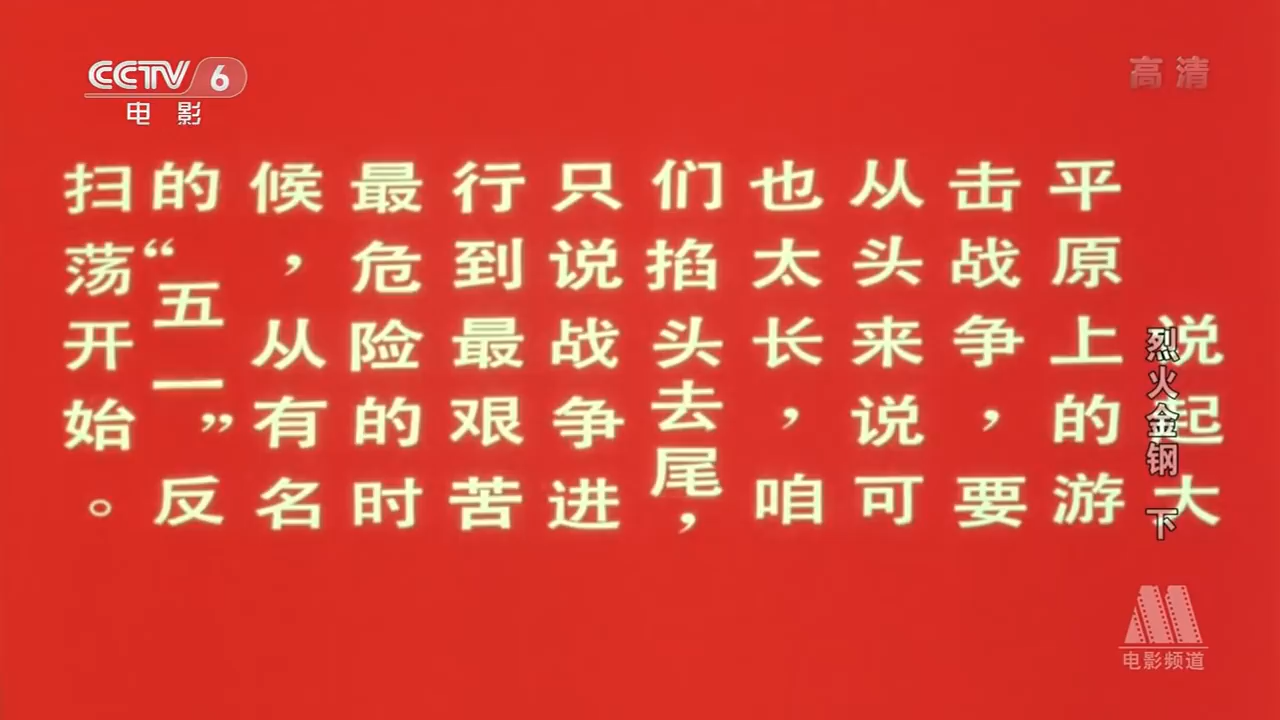 CCTV 6
电影
高清
说起大
平原上的游
击战争，要
从头来说可
也太长，咱
们掐头去尾，
只说战争进
行到最艰苦
最危险的时
候，从有名
的“五一”反
扫荡开始。
烈火金钢 下
电影频道